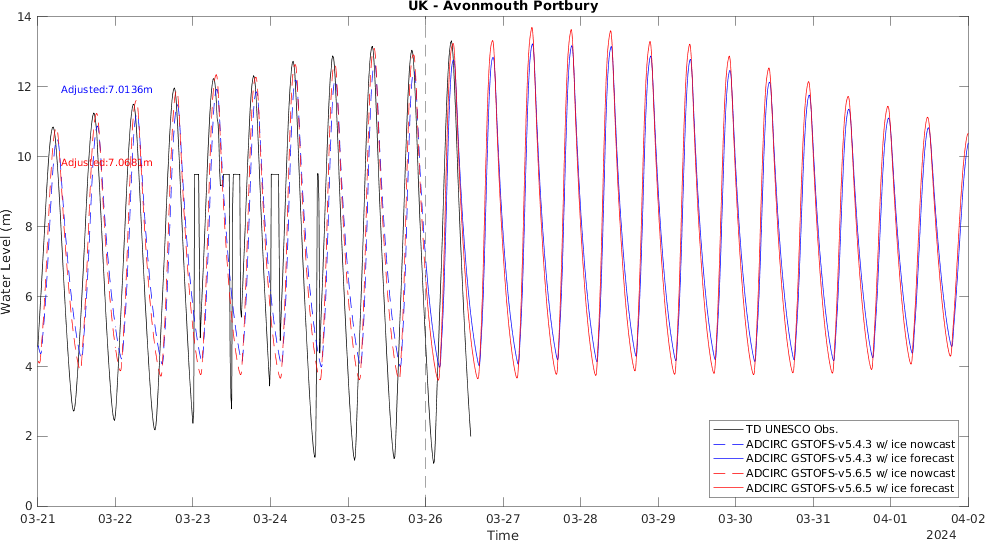 UK - Avonmouth Portbury
14
12
10
8
6
4
2
0
Water Level (m)
Adjusted:7.0136m
Adjusted:7.0681m
TD UNESCO Obs.
ADCIRC GSTOFS-v5.4.3 w/ ice nowcast
ADCIRC GSTOFS-v5.4.3 w/ ice forecast
ADCIRC GSTOFS-v5.6.5 w/ ice nowcast
ADCIRC GSTOFS-v5.6.5 w/ ice forecast
03-21 03-22 03-23 03-24 03-25 03-26 03-27 03-28 03-29 03-30 03-31 04-01 04-02
Time
2024